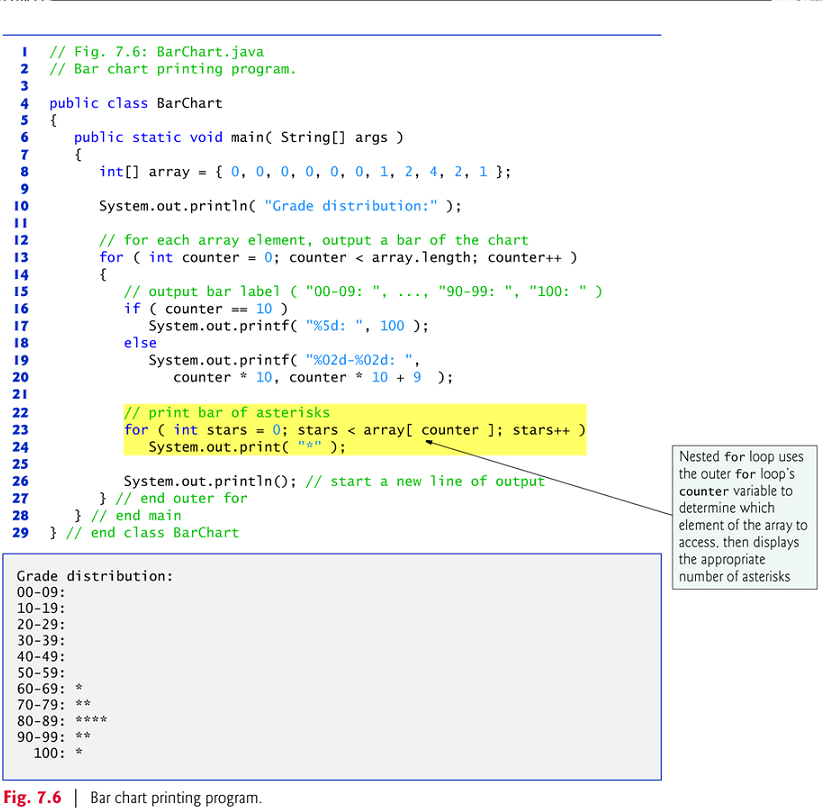 1 // Fig. 7.6: BarChart.java
2 // Bar chart printing program.
3
4 public class BarChart
5 {
6    public static void main( String[] args )
7    {
8       int[] array = { 0, 0, 0, 0, 0, 0, 1, 2, 4, 2, 1 };
9
10       System.out.println( "Grade distribution:" );
11
12       // for each array element, output a bar of the chart
13       for ( int counter = 0; counter < array.length; counter++ )
14       {
15          // output bar label ( "00-09: ", ..., "90-99: ", "100: " )
16          if ( counter == 10 )
17             System.out.printf( "%5d: ", 100 );
18          else
19             System.out.printf( "%02d-%02d: ",
20                counter * 10, counter * 10 + 9  );
21
22          // print bar of asterisks
23          for ( int stars = 0; stars < array[ counter ]; stars++ )
24             System.out.print( "*" );
25
26          System.out.println(); // start a new line of output
27       } // end outer for
28    } // end main
29 } // end class BarChart
Nested for loop uses
the outer for loop's
counter variable to
determine which
element of the array to
access, then displays
the appropriate
number of asterisks
Grade distribution:
00-09:
10-19:
20-29:
30-39:
40-49:
50-59:
60-69: *
70-79: **
80-89: ****
90-99: **
  100: *
Fig. 7.6 | Bar chart printing program.